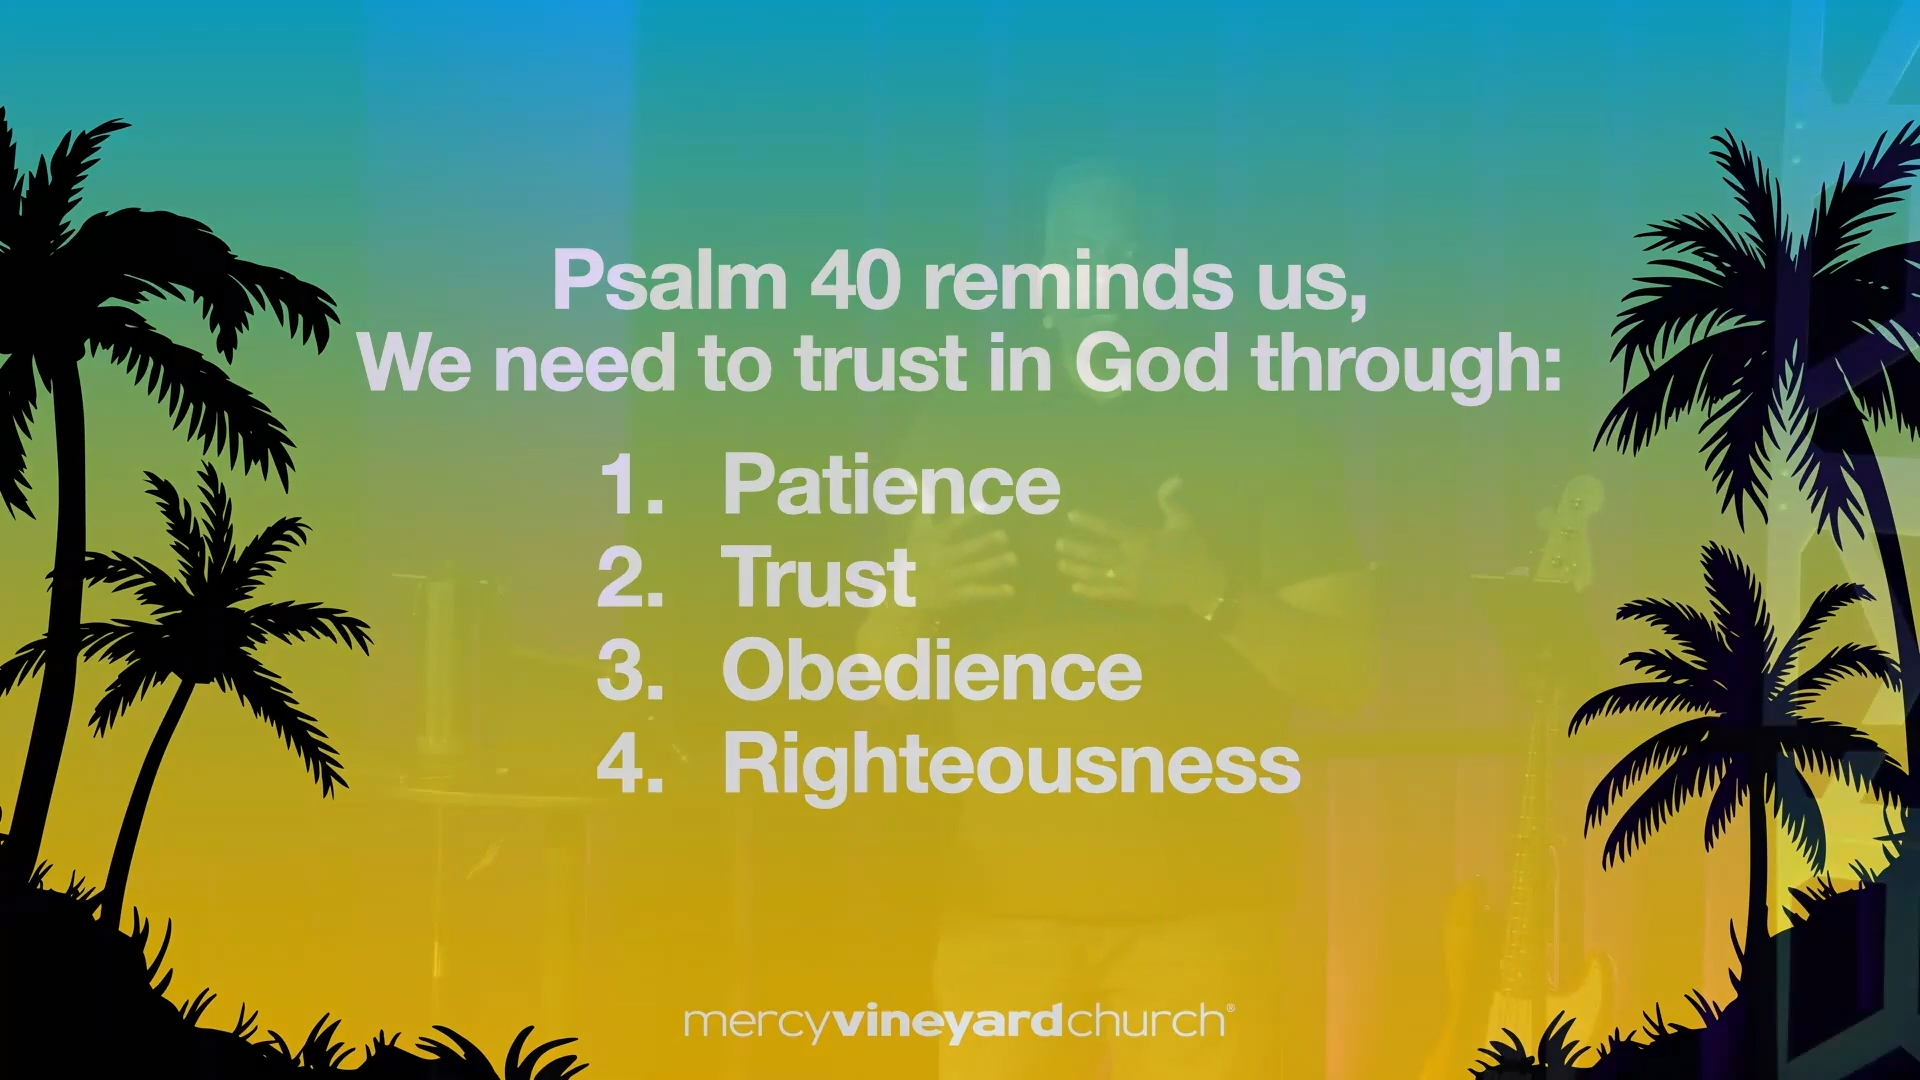 Psalm 40 reminds us,
We need to trust in God through:
1. Patience
2. Trust
3. Obedience
4. Righteousness
mercyvineyardchurch®